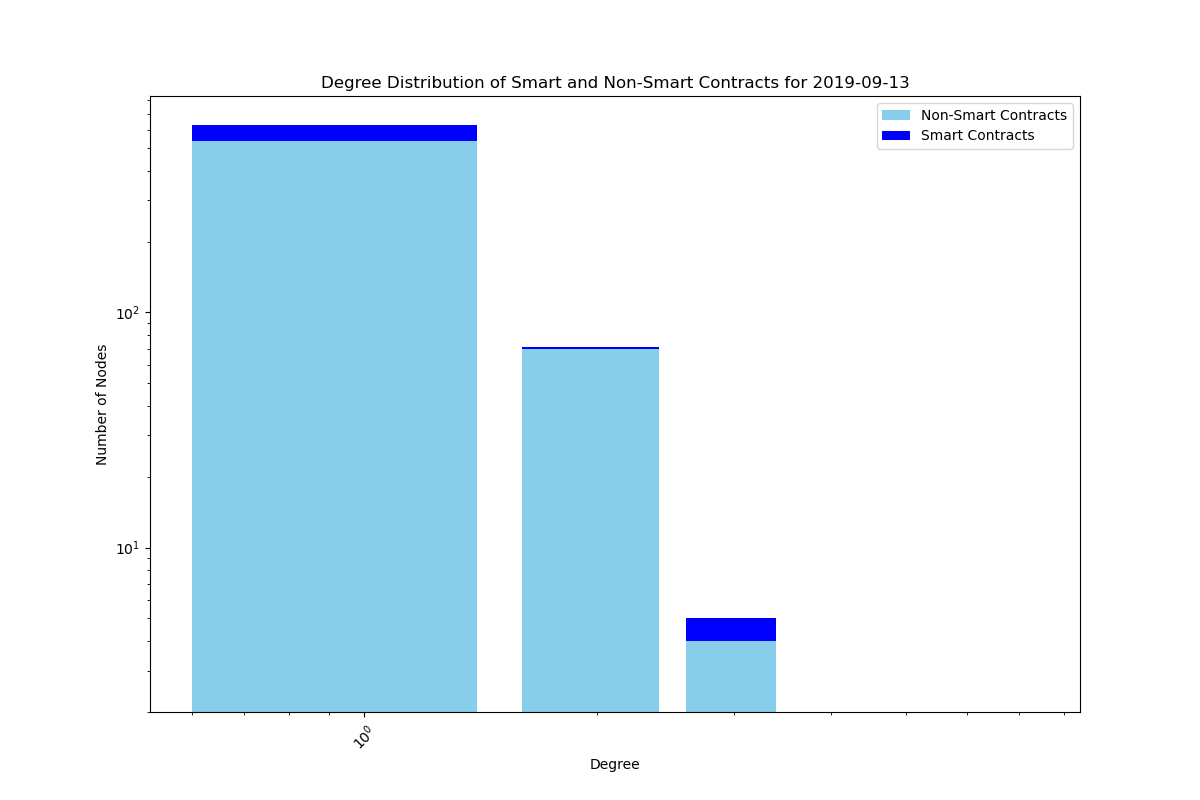 Degree Distribution of Smart and Non-Smart Contracts for 2019-09-13
Non-Smart Contracts
Smart Contracts
10²
10¹
Number of Nodes
10⁰
Degree